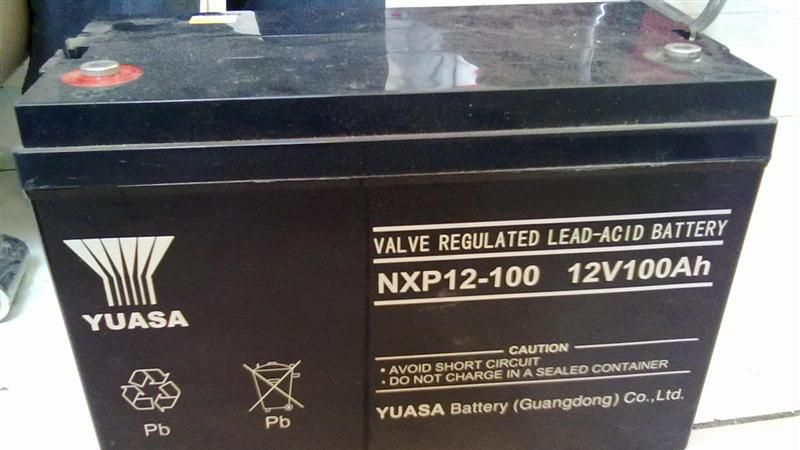 YUASA
Pb
Pb
VALVE REGULATED LEAD-ACID BATTERY
NXP12-100 12V100Ah
CAUTION
· AVOID SHORT CIRCUIT
· DO NOT CHARGE IN A SEALED CONTAINER
YUASA Battery (Guangdong) Co.,Ltd.